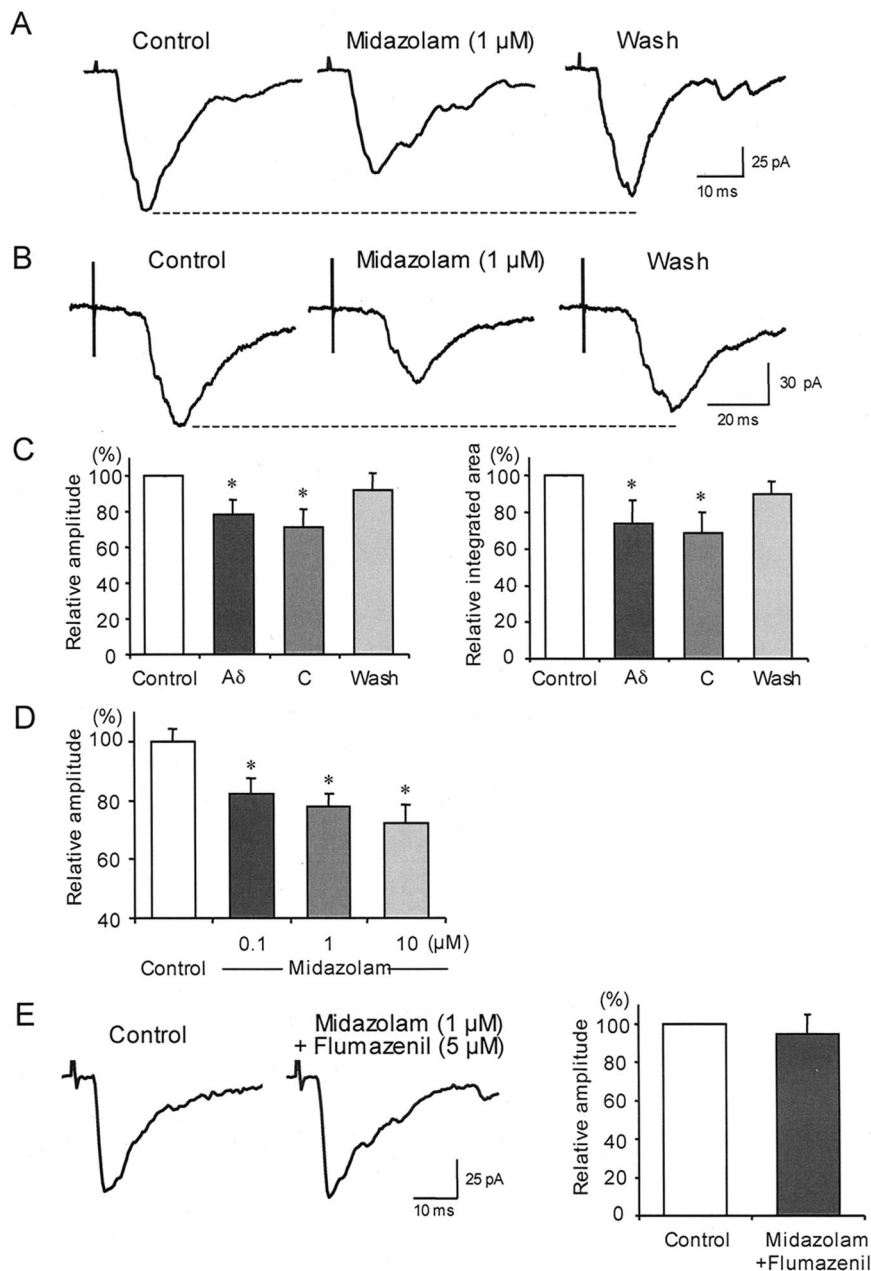 A
Control
Midazolam (1 µM)
Wash
25 pA
10 ms
B
Control
Midazolam (1 µM)
Wash
30 pA
20 ms
C
(%)
Relative amplitude
100
80
60
40
20
0
Control
Aδ
C
Wash
*
*
(%)
Relative integrated area
100
80
60
40
20
0
Control
Aδ
C
Wash
*
*
D
(%)
Relative amplitude
100
80
60
40
*
*
*
0.1
1
10 (µM)
Control
Midazolam
E
Control
Midazolam (1 µM)
+ Flumazenil (5 µM)
25 pA
10 ms
(%)
Relative amplitude
100
80
60
40
20
0
Control
Midazolam
+Flumazenil